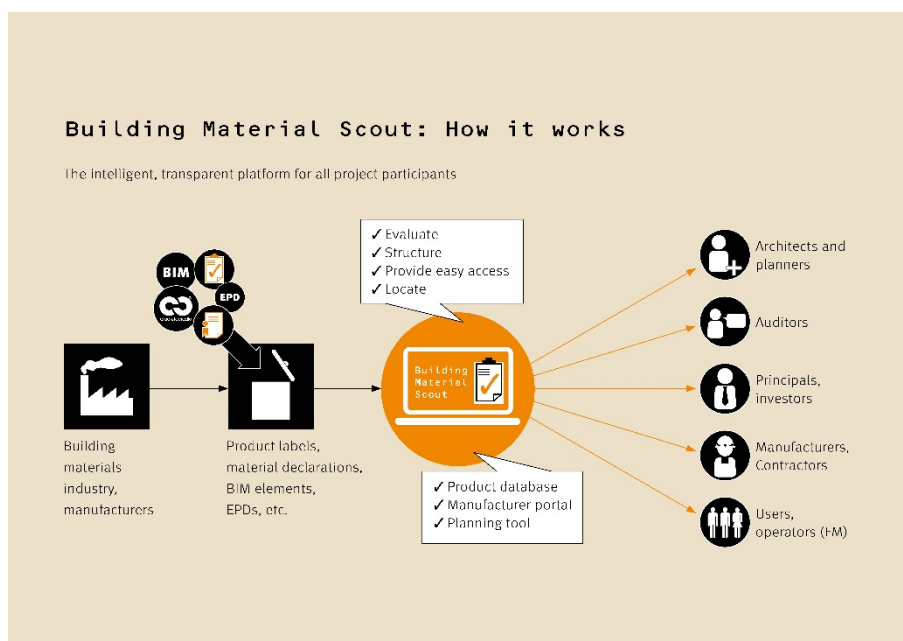 Building Material Scout: How it works
The intelligent, transparent platform for all project participants
✓ Evaluate
✓ Structure
✓ Provide easy access
✓ Locate
BIM
EPD
Building
Material
Scout
Building
materials
industry,
manufacturers
Product labels,
material declarations,
BIM elements,
EPDs, etc.
✓ Product database
✓ Manufacturer portal
✓ Planning tool
Architects and
planners
Auditors
Principals,
investors
Manufacturers,
Contractors
Users,
operators (FM)